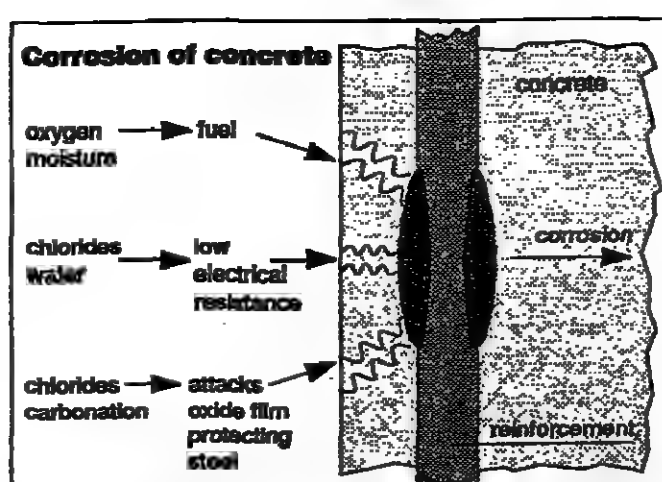 Corrosion of concrete
oxygen
moisture
fuel
chlorides
water
low
electrical
resistance
chlorides
carbonation
attacks
oxide film
protecting
steel
concrete
corrosion
reinforcement